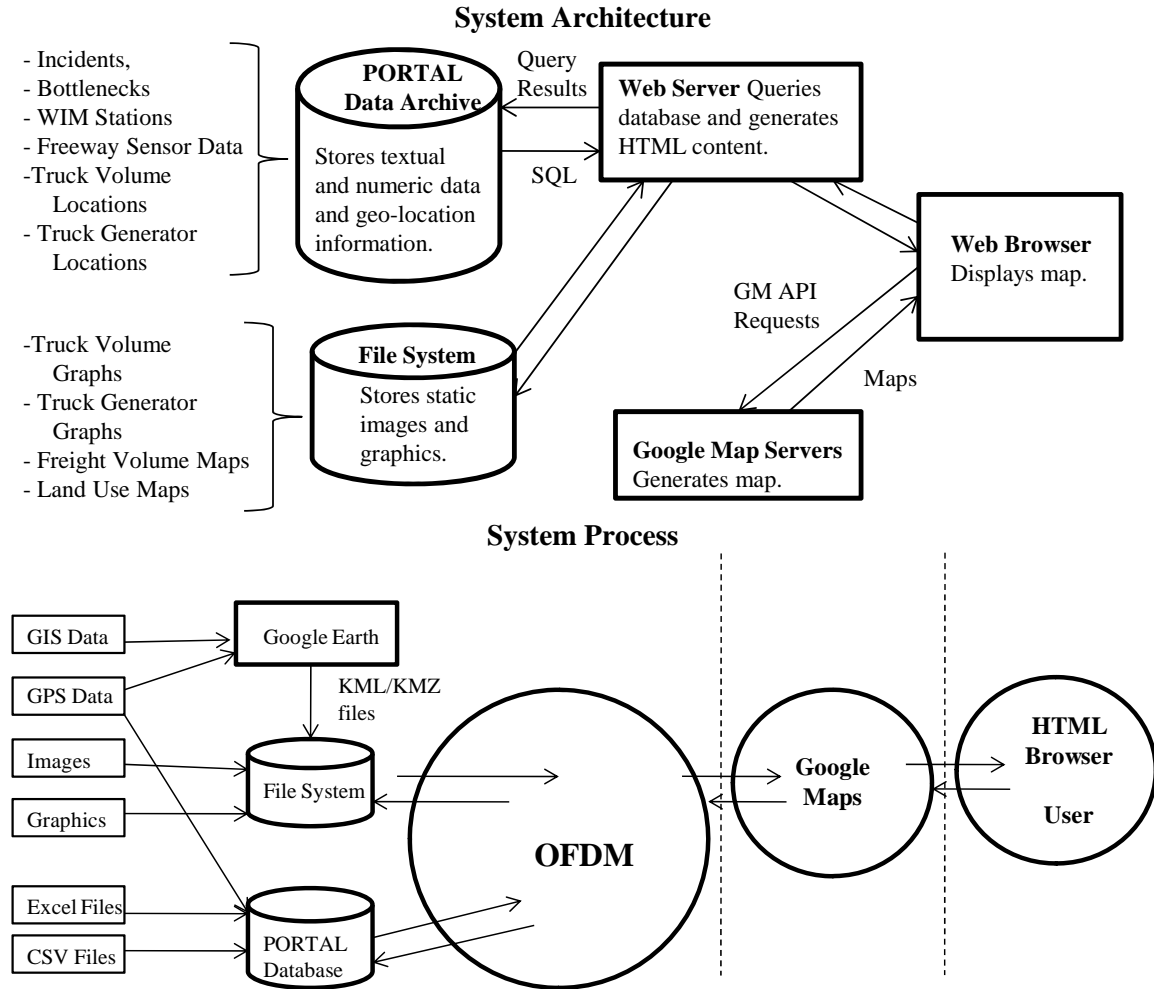 System Architecture
- Incidents,
- Bottlenecks
- WIM Stations
- Freeway Sensor Data
-Truck Volume
Locations
- Truck Generator
Locations
PORTAL
Data Archive
Stores textual
and numeric data
and geo-location
information.
Query
Results
SQL
Web Server Queries
database and generates
HTML content.
Web Browser
Displays map.
GM API
Requests
Maps
-Truck Volume
Graphs
- Truck Generator
Graphs
- Freight Volume Maps
- Land Use Maps
File System
Stores static
images and
graphics.
Google Map Servers
Generates map.
System Process
GIS Data
GPS Data
Images
Graphics
Excel Files
CSV Files
Google Earth
KML/KMZ
files
File System
PORTAL
Database
OFDM
Google
Maps
HTML
Browser
User